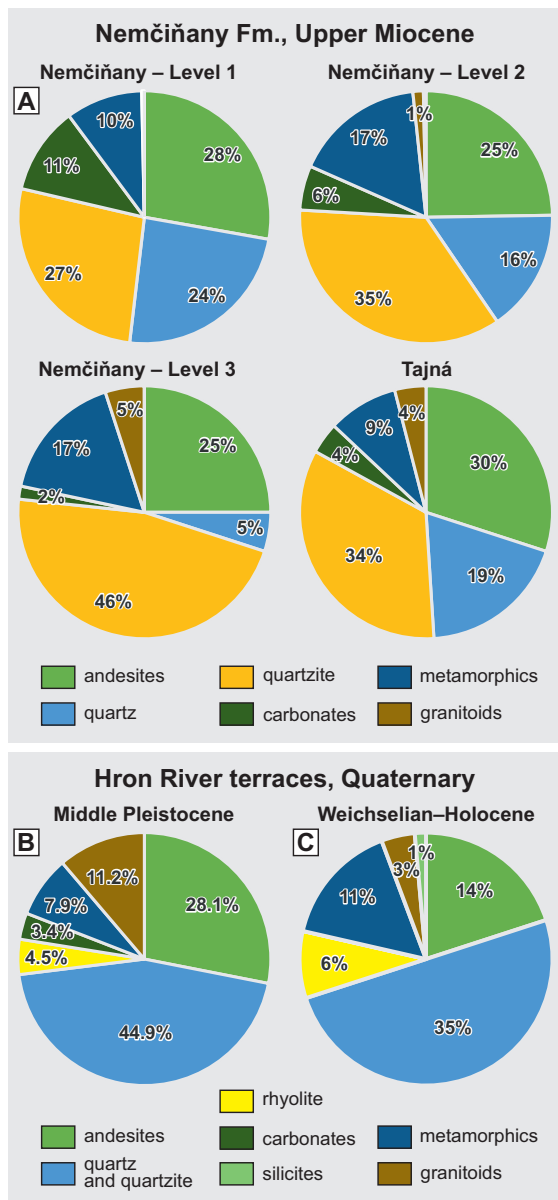 Nemčiňany Fm., Upper Miocene
Nemčiňany – Level 1
Nemčiňany – Level 2
A
10%
28%
11%
27%
24%
1%
17%
25%
6%
16%
35%
Nemčiňany – Level 3
Tajná
5%
17%
25%
2%
5%
46%
4%
9%
30%
4%
34%
19%
andesites
quartzite
metamorphics
quartz
carbonates
granitoids
Hron River terraces, Quaternary
Middle Pleistocene
Weichselian–Holocene
B
11.2%
28.1%
7.9%
3.4%
4.5%
44.9%
C
1%
3%
14%
11%
6%
35%
rhyolite
andesites
carbonates
metamorphics
quartz
and quartzite
silicites
granitoids